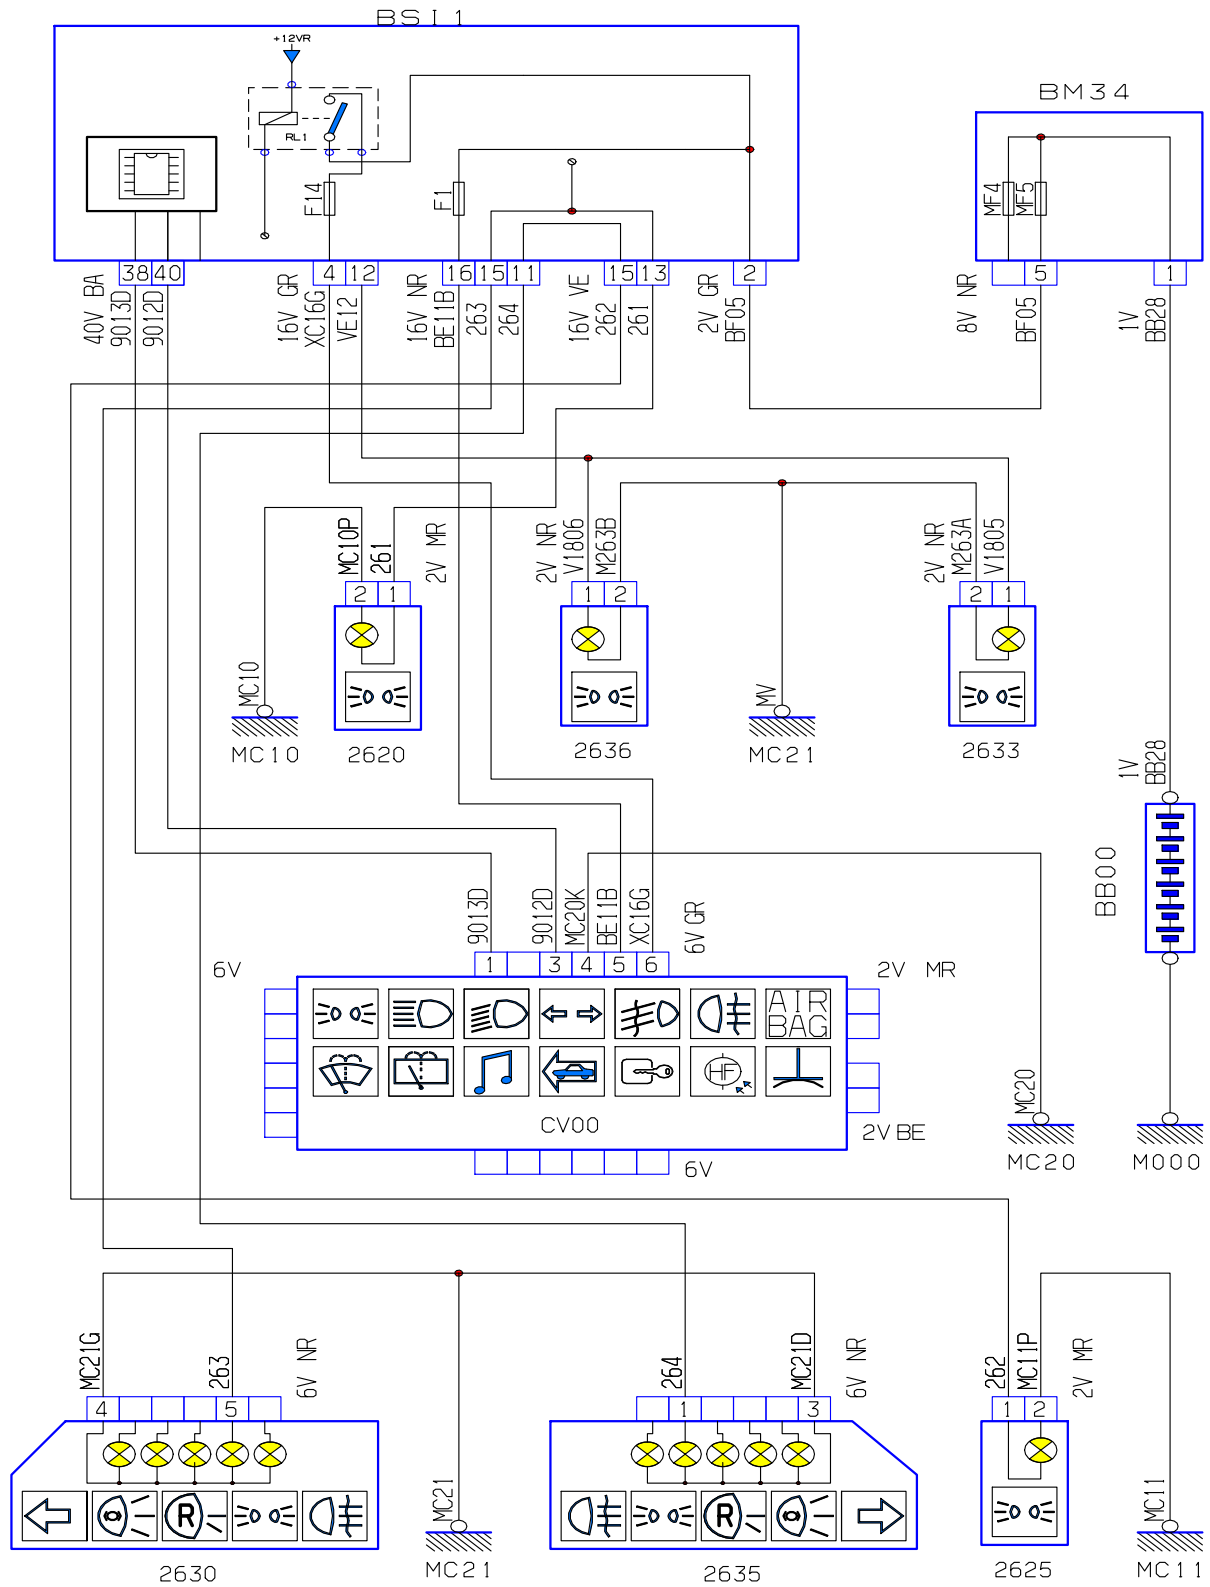 BSI1
+12VR
RL1
BM34
F14
F1
MF4
MF5
38 40
4 12
16 15 11
15 13
2
5
1
40V BA
9013D
9012D
16V GR
XC16G
VE12
16V NR
BE11B
263
264
16V VE
262
261
2V GR
BF05
8V NR
BF05
1V
BB28
MC10P
261
2V MR
2V NR
V1806
M263B
2V NR
M263A
V1805
2 1
1 2
2 1
MC10
MV
MC10
2620
2636
MC21
2633
1V
BB28
BB00
9013D
9012D
MC20K
BE11B
XC16G
6V GR
1 3 4 5 6
6V
2V MR
AIR
BAG
HF
CV00
2V BE
6V
MC20
MC20
M000
MC21G
263
6V NR
264
MC21D
6V NR
262
MC11P
2V MR
4 5
1 3
1 2
R
R
MC21
MC11
2630
MC21
2635
2625
MC11